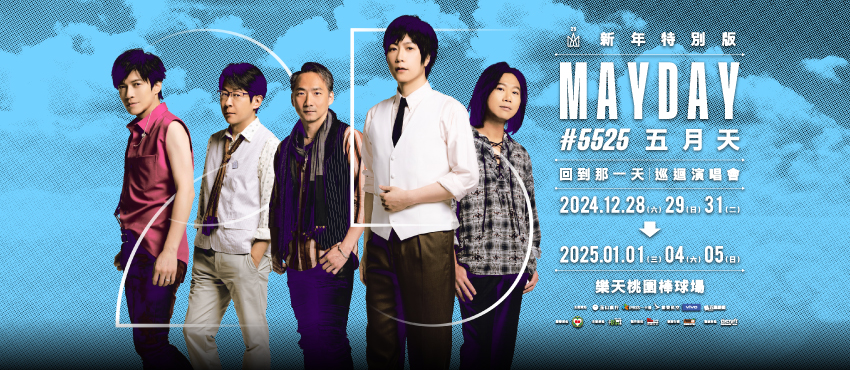 25
新年特別版
MAYDAY
#5525 五月天
回到那一天 | 巡迴演唱會
2024.12.28(六) 29(日) 31(二)
2025.01.01(三) 04(六) 05(日)
樂天桃園棒球場
vivo